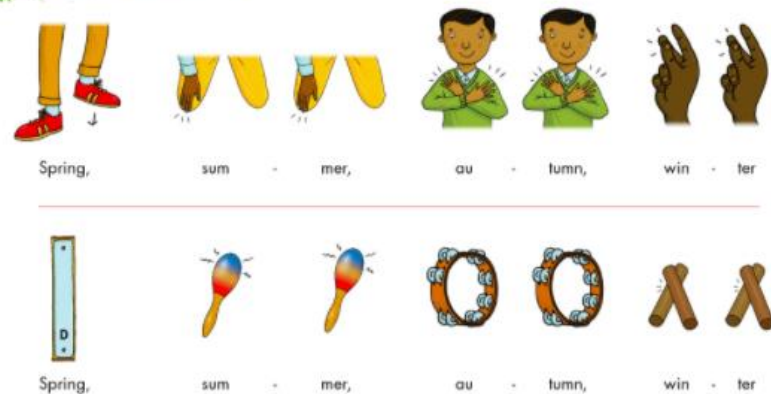 Spring, sum - mer, au - tumn, win - ter
D
Spring, sum - mer, au - tumn, win - ter